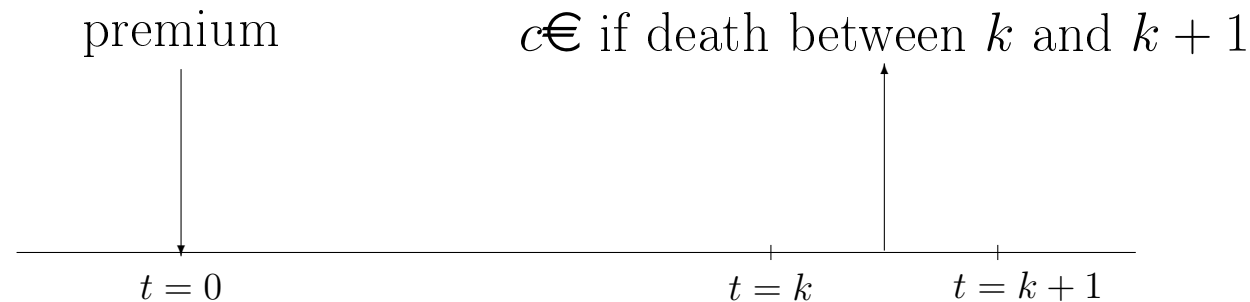 premium c€ if death between k and k + 1
t = 0 t = k t = k + 1